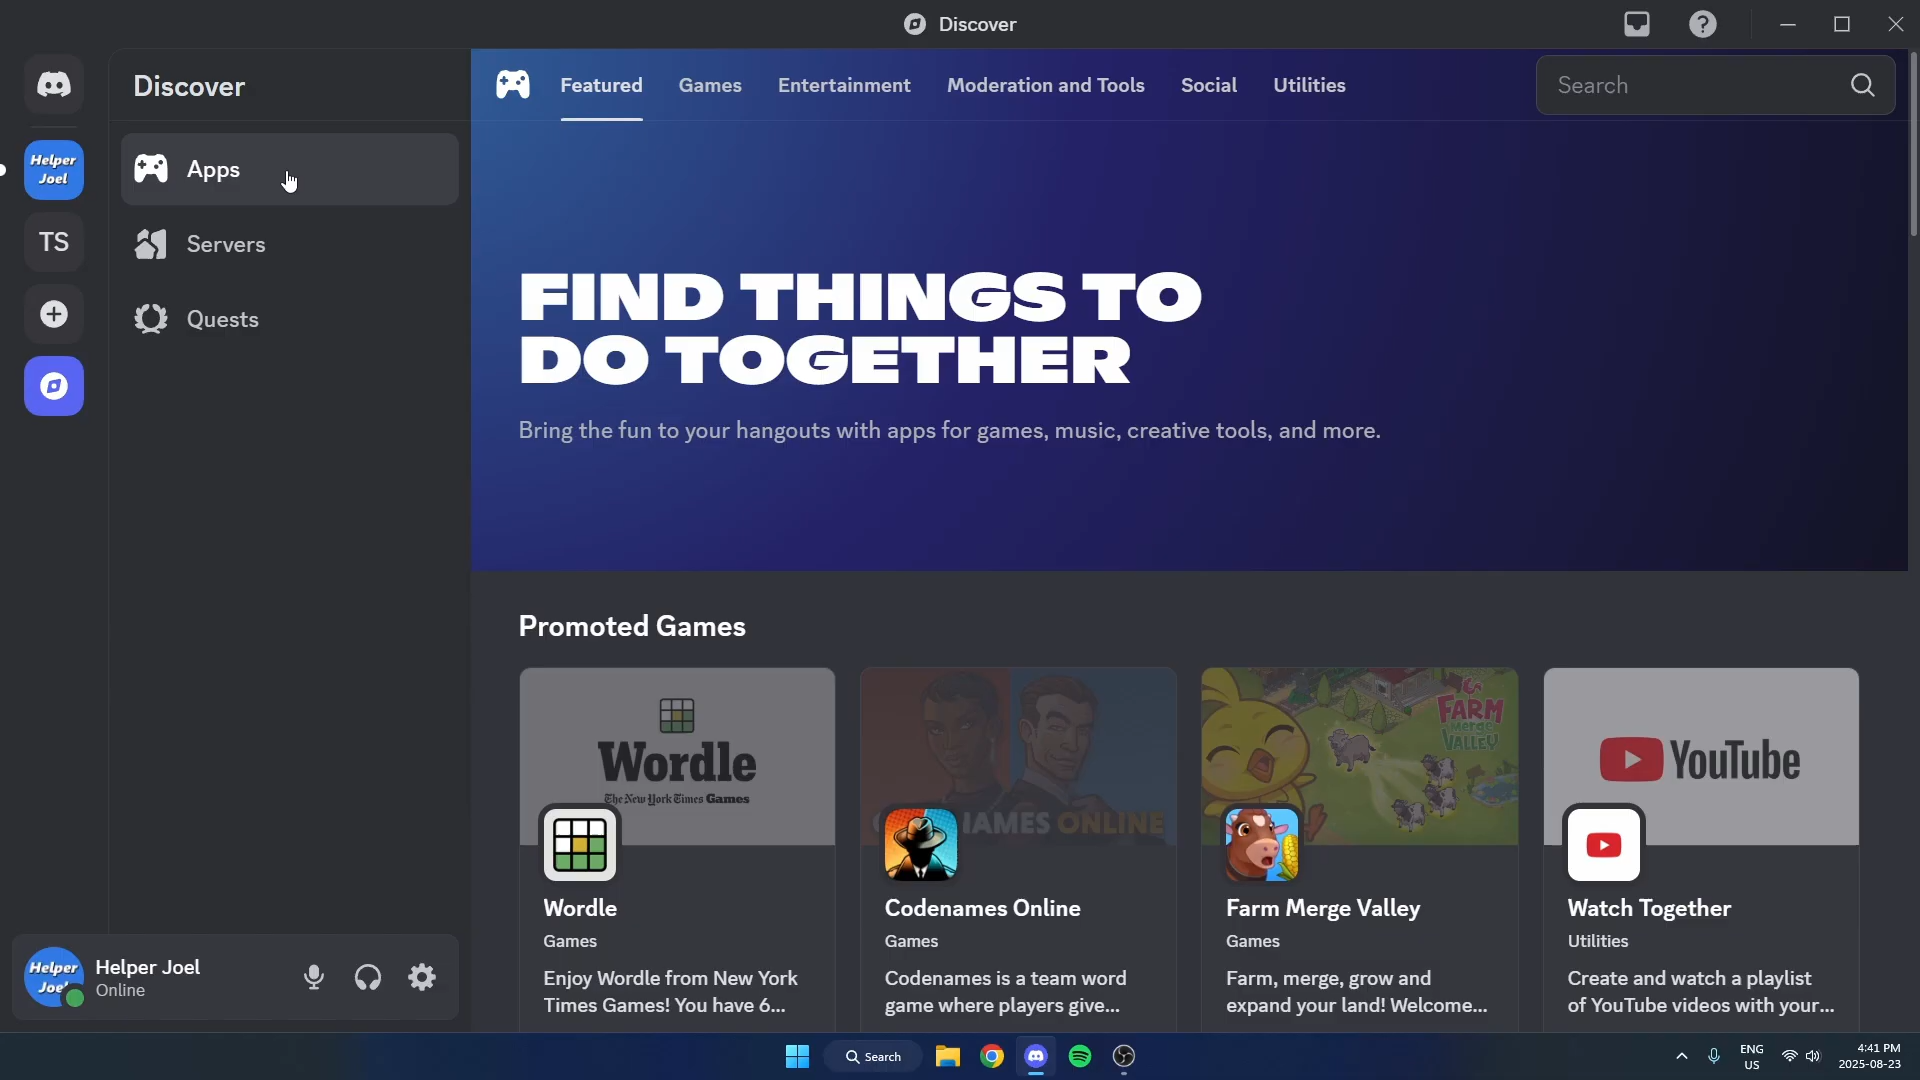 Discover
Helper
Joel
TS
Discover
Apps
Servers
Quests
Featured
Games
Entertainment
Moderation and Tools
Social
Utilities
Search
FIND THINGS TO
DO TOGETHER
Bring the fun to your hangouts with apps for games, music, creative tools, and more.
Promoted Games
Wordle
The New York Times Games
Wordle
Games
Enjoy Wordle from New York
Times Games! You have 6...
NAMES ONLINE
Codenames Online
Games
Codenames is a team word
game where players give...
FARM
MERGE
VALLEY
Farm Merge Valley
Games
Farm, merge, grow and
expand your land! Welcome...
YouTube
Watch Together
Utilities
Create and watch a playlist
of YouTube videos with your...
Helper
Joel
Helper Joel
Online
Search
ENG
US
4:41 PM
2025-08-23